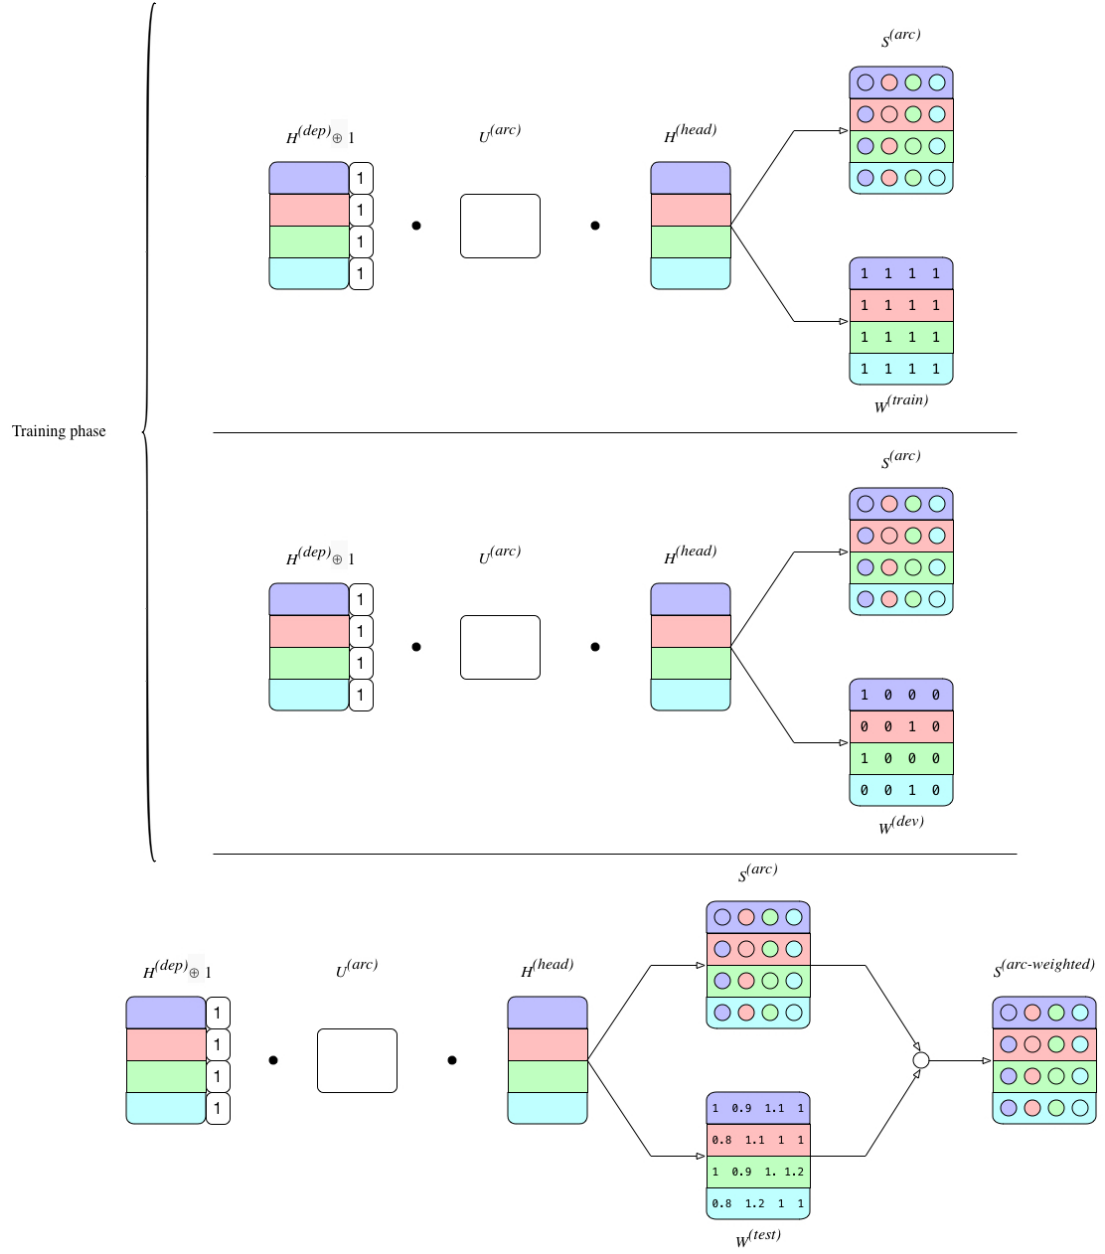 S(arc)
H(dep) ⊕ 1
U(arc)
H(head)
1
1
1
1
1 1 1 1
1 1 1 1
1 1 1 1
1 1 1 1
W(train)
Training phase
S(arc)
H(dep) ⊕ 1
U(arc)
H(head)
1
1
1
1
1 0 0 0
0 0 1 0
1 0 0 0
0 0 1 0
W(dev)
S(arc)
H(dep) ⊕ 1
U(arc)
H(head)
S(arc-weighted)
1
1
1
1
1 0.9 1.1 1
0.8 1.1 1 1
1 0.9 1. 1.2
0.8 1.2 1 1
W(test)